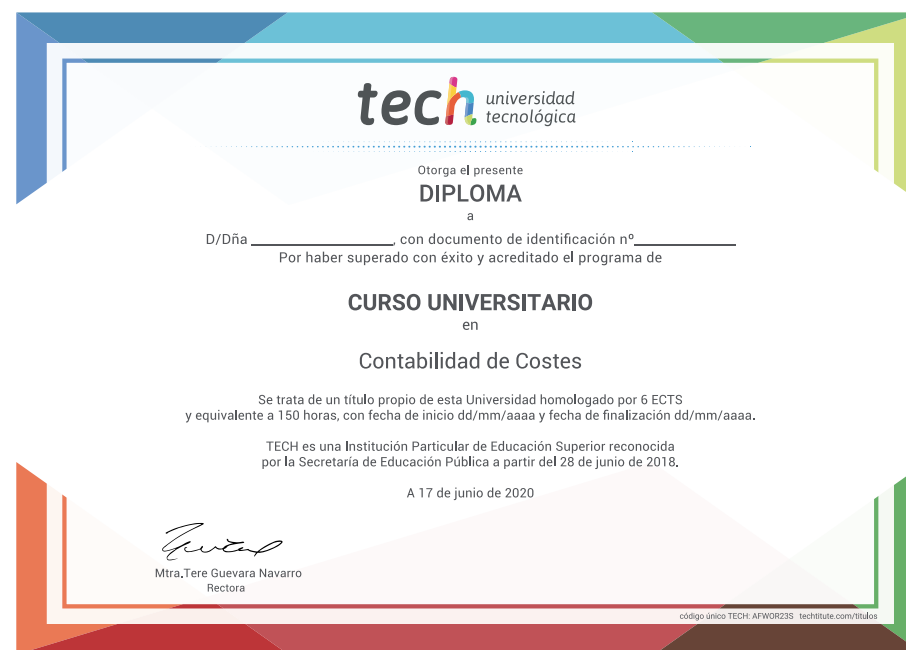 tech universidad
tecnológica
Otorga el presente
DIPLOMA
a
D/Dña ________________, con documento de identificación nº____________
Por haber superado con éxito y acreditado el programa de
CURSO UNIVERSITARIO
en
Contabilidad de Costes
Se trata de un título propio de esta Universidad homologado por 6 ECTS
y equivalente a 150 horas, con fecha de inicio dd/mm/aaaa y fecha de finalización dd/mm/aaaa.
TECH es una Institución Particular de Educación Superior reconocida
por la Secretaría de Educación Pública a partir del 28 de junio de 2018.
A 17 de junio de 2020
Mtra.Tere Guevara Navarro
Rectora
código único TECH: AFWOR23S techtitute.com/titulos